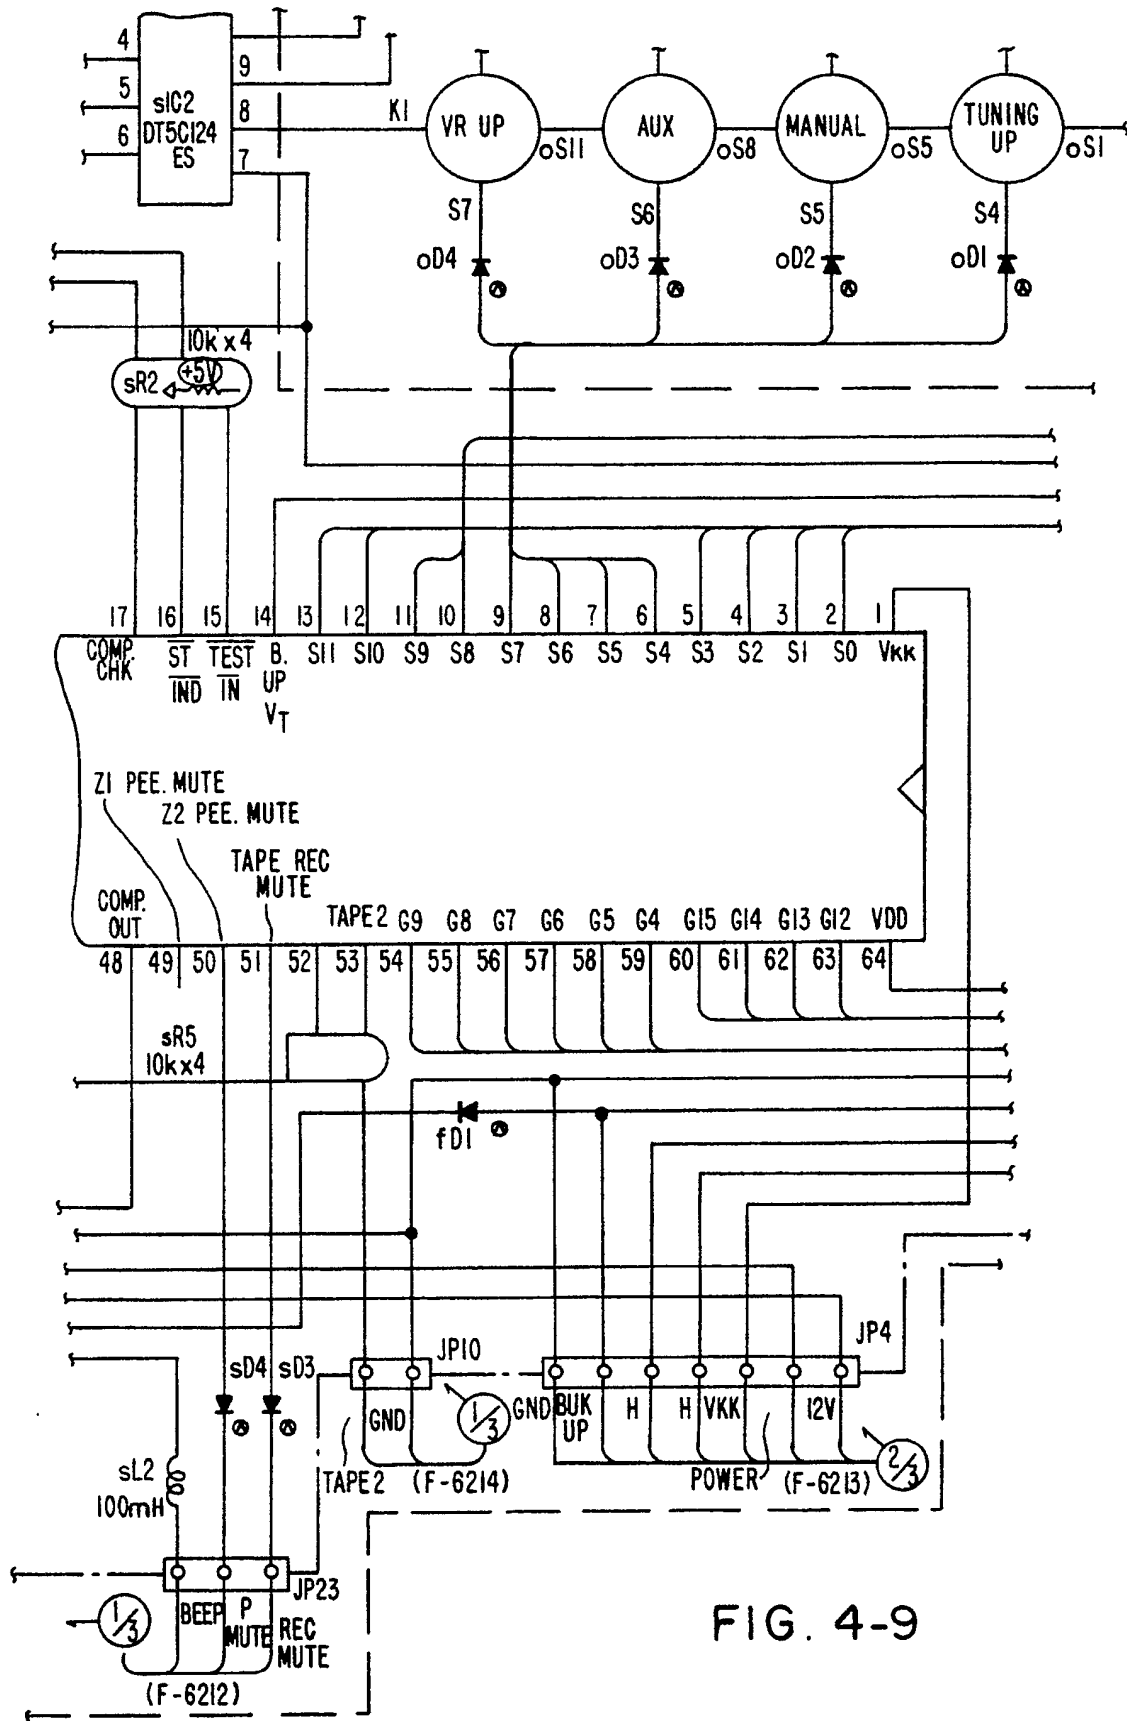 4
5
6
sIC2
DT5C124
ES
9
8
7
K1
VR UP
AUX
MANUAL
TUNING
UP
oS11
oS8
oS5
oS1
S7
S6
S5
S4
oD4
oD3
oD2
oD1
10k x 4
+5V
sR2
17 16 15 14 13 12 11 10 9 8 7 6 5 4 3 2 1
COMP.
CHK
ST
IND
TEST
IN
B.
UP
VT
S11 S10 S9 S8 S7 S6 S5 S4 S3 S2 S1 S0 VKK
Z1 PEE. MUTE
Z2 PEE. MUTE
TAPE REC
MUTE
COMP.
OUT
TAPE2 G9 G8 G7 G6 G5 G4 G15 G14 G13 G12 VDD
48 49 50 51 52 53 54 55 56 57 58 59 60 61 62 63 64
sR5
10kx4
fD1
JP10
JP4
sD4 sD3
GND
1/3
GND
BUK
UP
H
H
VKK
12V
2/3
TAPE2
(F-6214)
POWER
(F-6213)
sL2
100mH
JP23
1/3
BEEP
P
MUTE
REC
MUTE
(F-6212)
FIG. 4-9